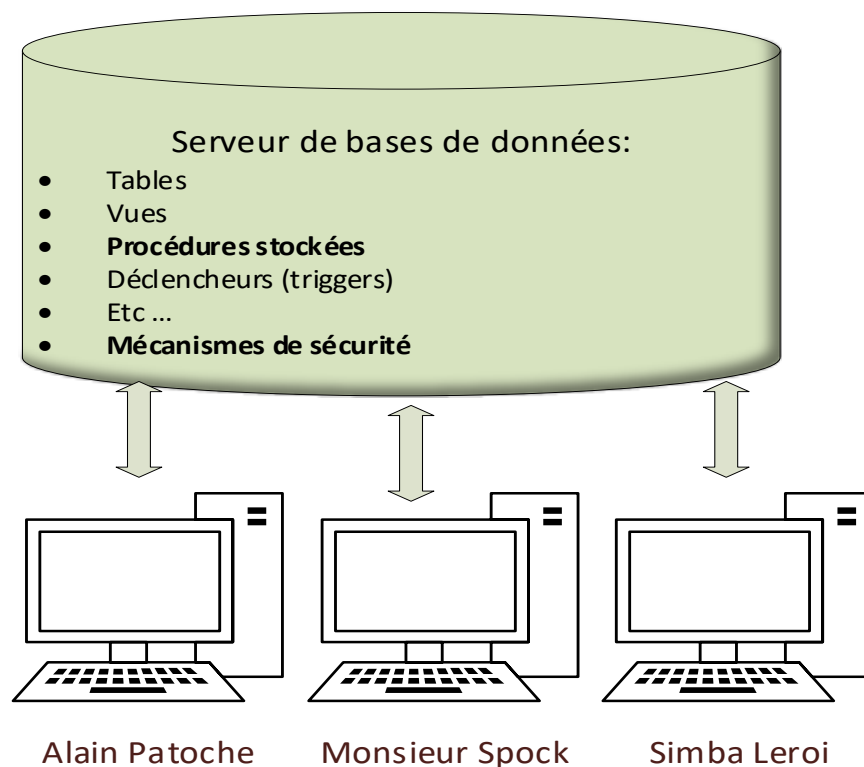 Serveur de bases de données:
• Tables
• Vues
• Procédures stockées
• Déclencheurs (triggers)
• Etc ...
• Mécanismes de sécurité
Alain Patoche Monsieur Spock Simba Leroi